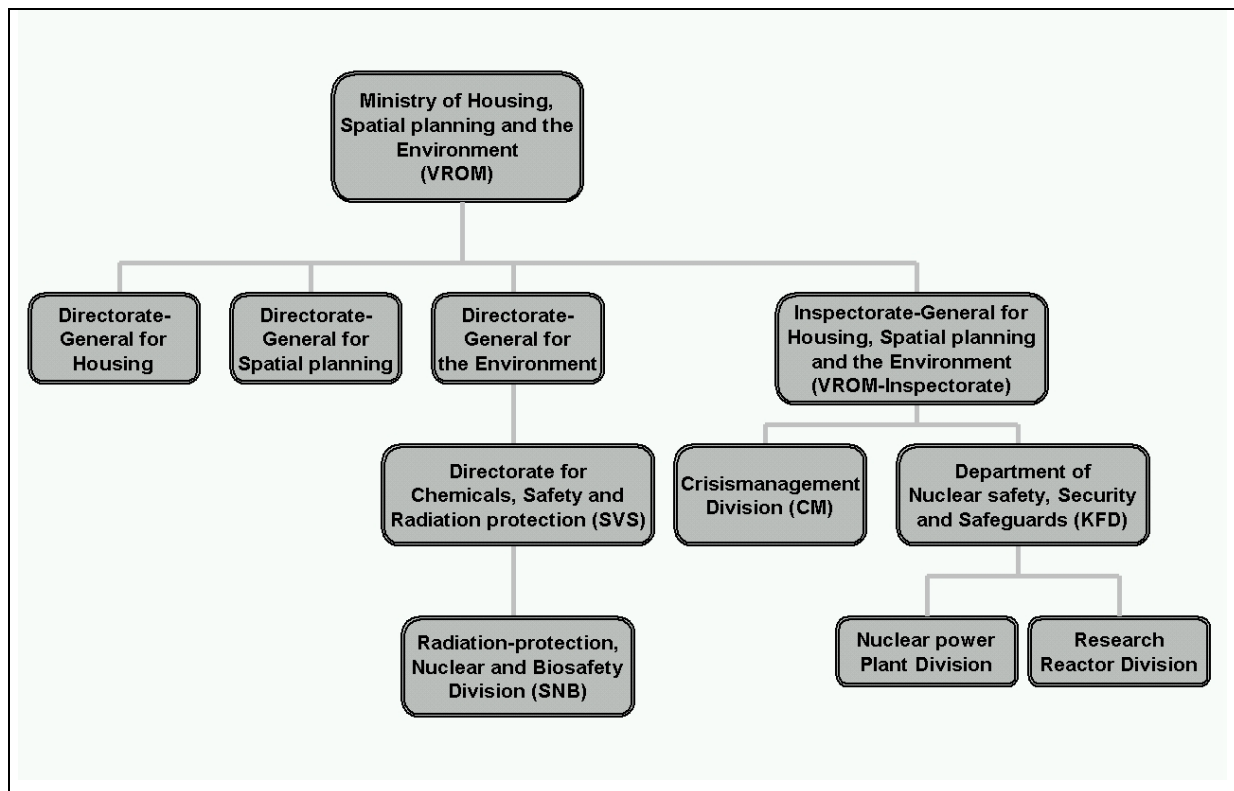 Ministry of Housing,
Spatial planning and the
Environment
(VROM)
Directorate-
General for
Housing
Directorate-
General for
Spatial planning
Directorate-
General for
the Environment
Inspectorate-General for
Housing, Spatial planning
and the Environment
(VROM-Inspectorate)
Directorate for
Chemicals, Safety and
Radiation protection (SVS)
Crisismanagement
Division (CM)
Department of
Nuclear safety, Security
and Safeguards (KFD)
Radiation-protection,
Nuclear and Biosafety
Division (SNB)
Nuclear power
Plant Division
Research
Reactor Division